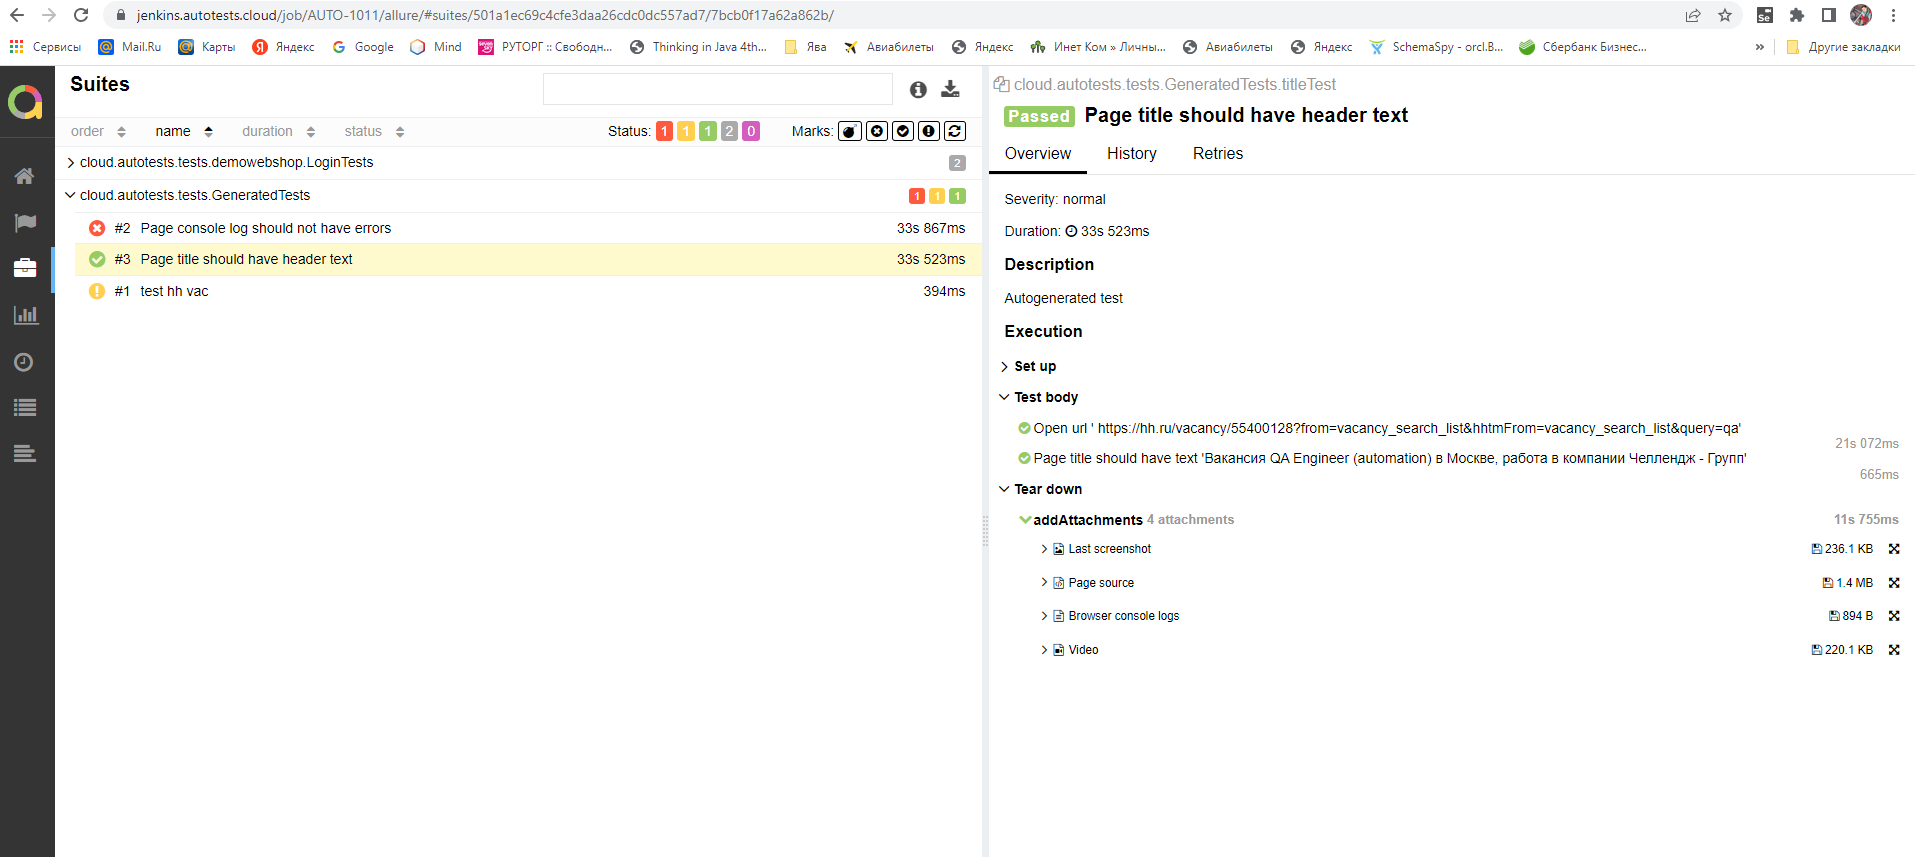 jenkins.autotests.cloud/job/AUTO-1011/allure/#suites/501a1ec69c4cfe3daa26cdc0dc557ad7/7bcb0f17a62a862b/
Se
Сервисы
Mail.Ru
Карты
Яндекс
Google
Mind
РУТОРГ :: Свободн...
Thinking in Java 4th...
Ява
Авиабилеты
Яндекс
Инет Ком » Личны...
Авиабилеты
Яндекс
SchemaSpy - orcl.B...
Сбербанк Бизнес...
»
Другие закладки
Suites
order
name
duration
status
Status: 1 1 1 2 0
Marks:
cloud.autotests.tests.demowebshop.LoginTests 2
cloud.autotests.tests.GeneratedTests 1 1 1
#2 Page console log should not have errors 33s 867ms
#3 Page title should have header text 33s 523ms
#1 test hh vac 394ms
cloud.autotests.tests.GeneratedTests.titleTest
Passed Page title should have header text
Overview History Retries
Severity: normal
Duration: 33s 523ms
Description
Autogenerated test
Execution
Set up
Test body
Open url ' https://hh.ru/vacancy/55400128?from=vacancy_search_list&hhtmFrom=vacancy_search_list&query=qa'
21s 072ms
Page title should have text 'Вакансия QA Engineer (automation) в Москве, работа в компании Челлендж - Групп'
665ms
Tear down
addAttachments 4 attachments 11s 755ms
Last screenshot 236.1 KB
Page source 1.4 MB
Browser console logs 894 B
Video 220.1 KB